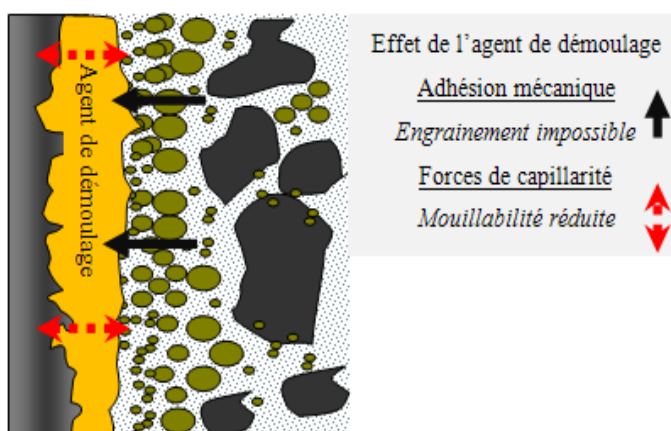 Agent de démoulage
Effet de l'agent de démoulage
Adhésion mécanique
Engrainement impossible
Forces de capillarité
Mouillabilité réduite